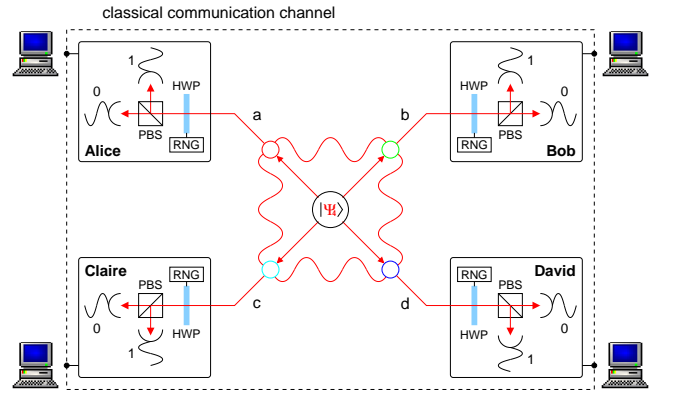 classical communication channel
1
0
HWP
PBS
RNG
Alice
a
b
1
HWP
0
PBS
RNG
Bob
|Ψ4⟩
Claire
PBS
RNG
0
HWP
1
c
d
RNG
PBS
David
HWP
0
1